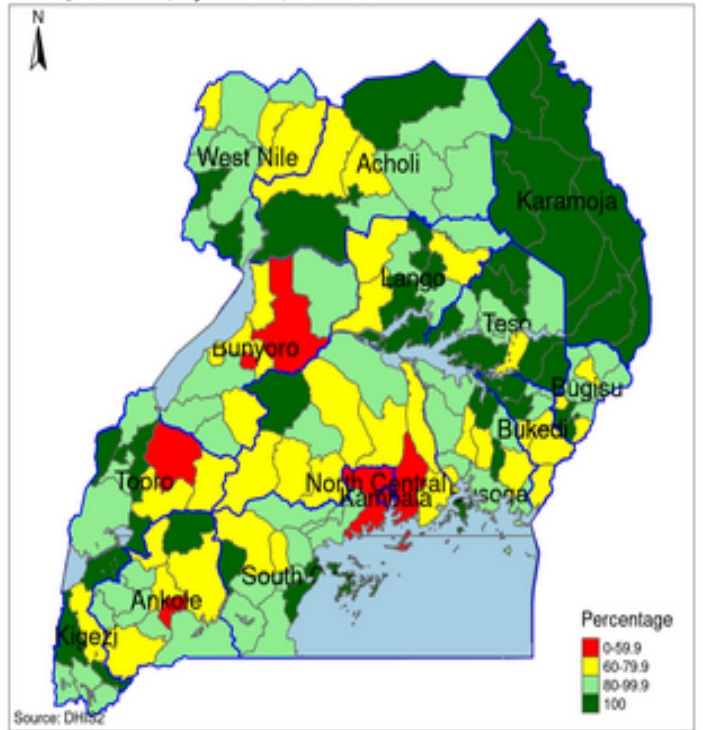 N
West Nile
Acholi
Karamoja
Lango
Teso
Bunyoro
Bugisu
Bukedi
Tooro
North Central
Kampala
South
Ankole
Kigezi
Percentage
0-59.9
60-79.9
80-99.9
100
Source: DHIS2